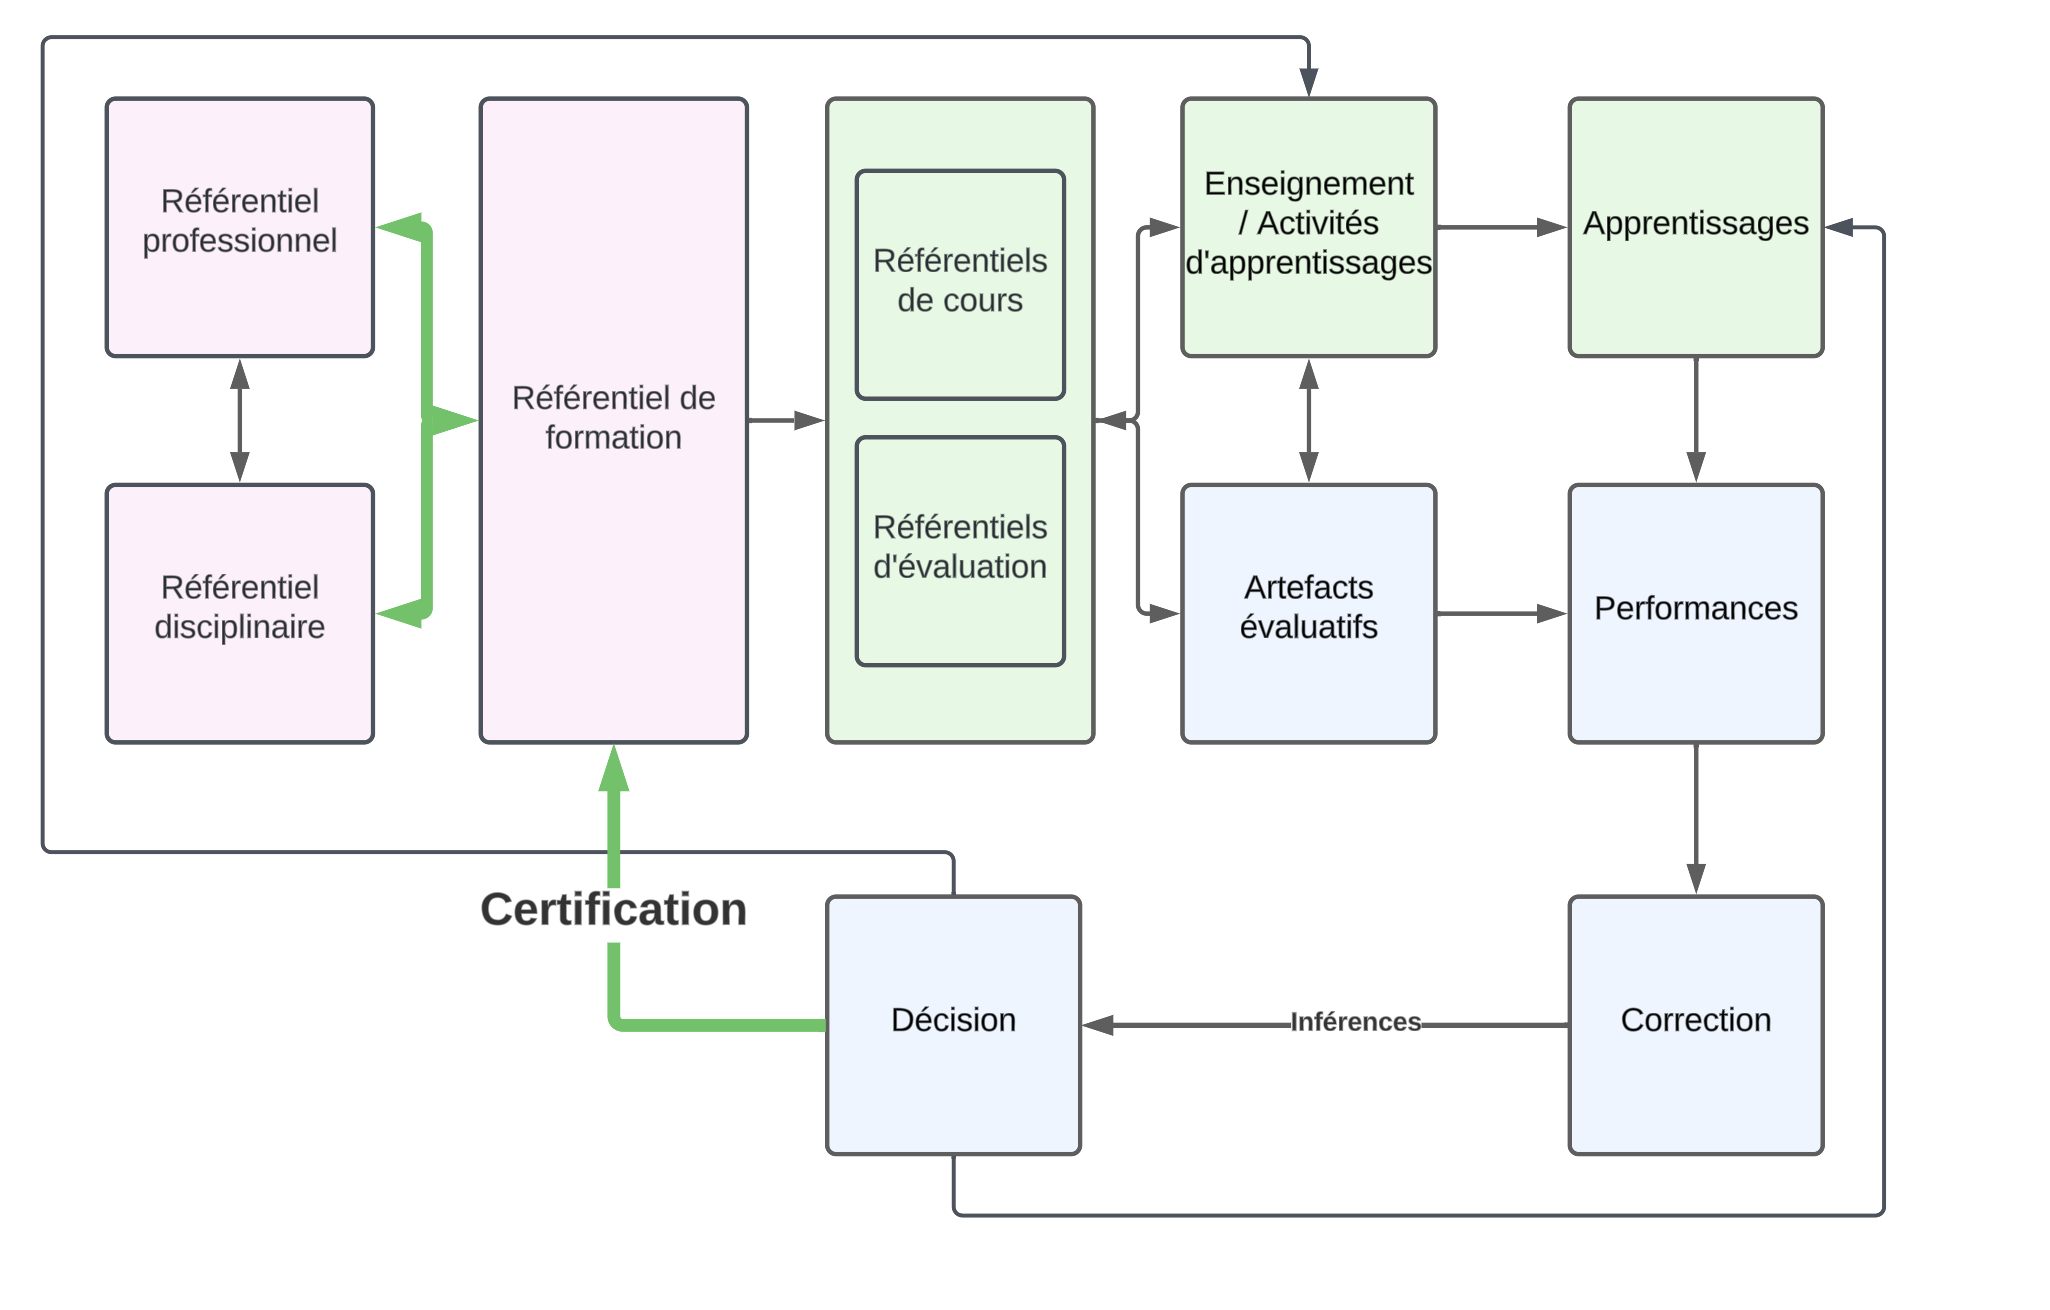 Référentiel
professionnel
Référentiel
disciplinaire
Référentiel de
formation
Référentiels
de cours
Référentiels
d'évaluation
Enseignement
/ Activités
d'apprentissages
Apprentissages
Artefacts
évaluatifs
Performances
Certification
Décision
Inférences
Correction